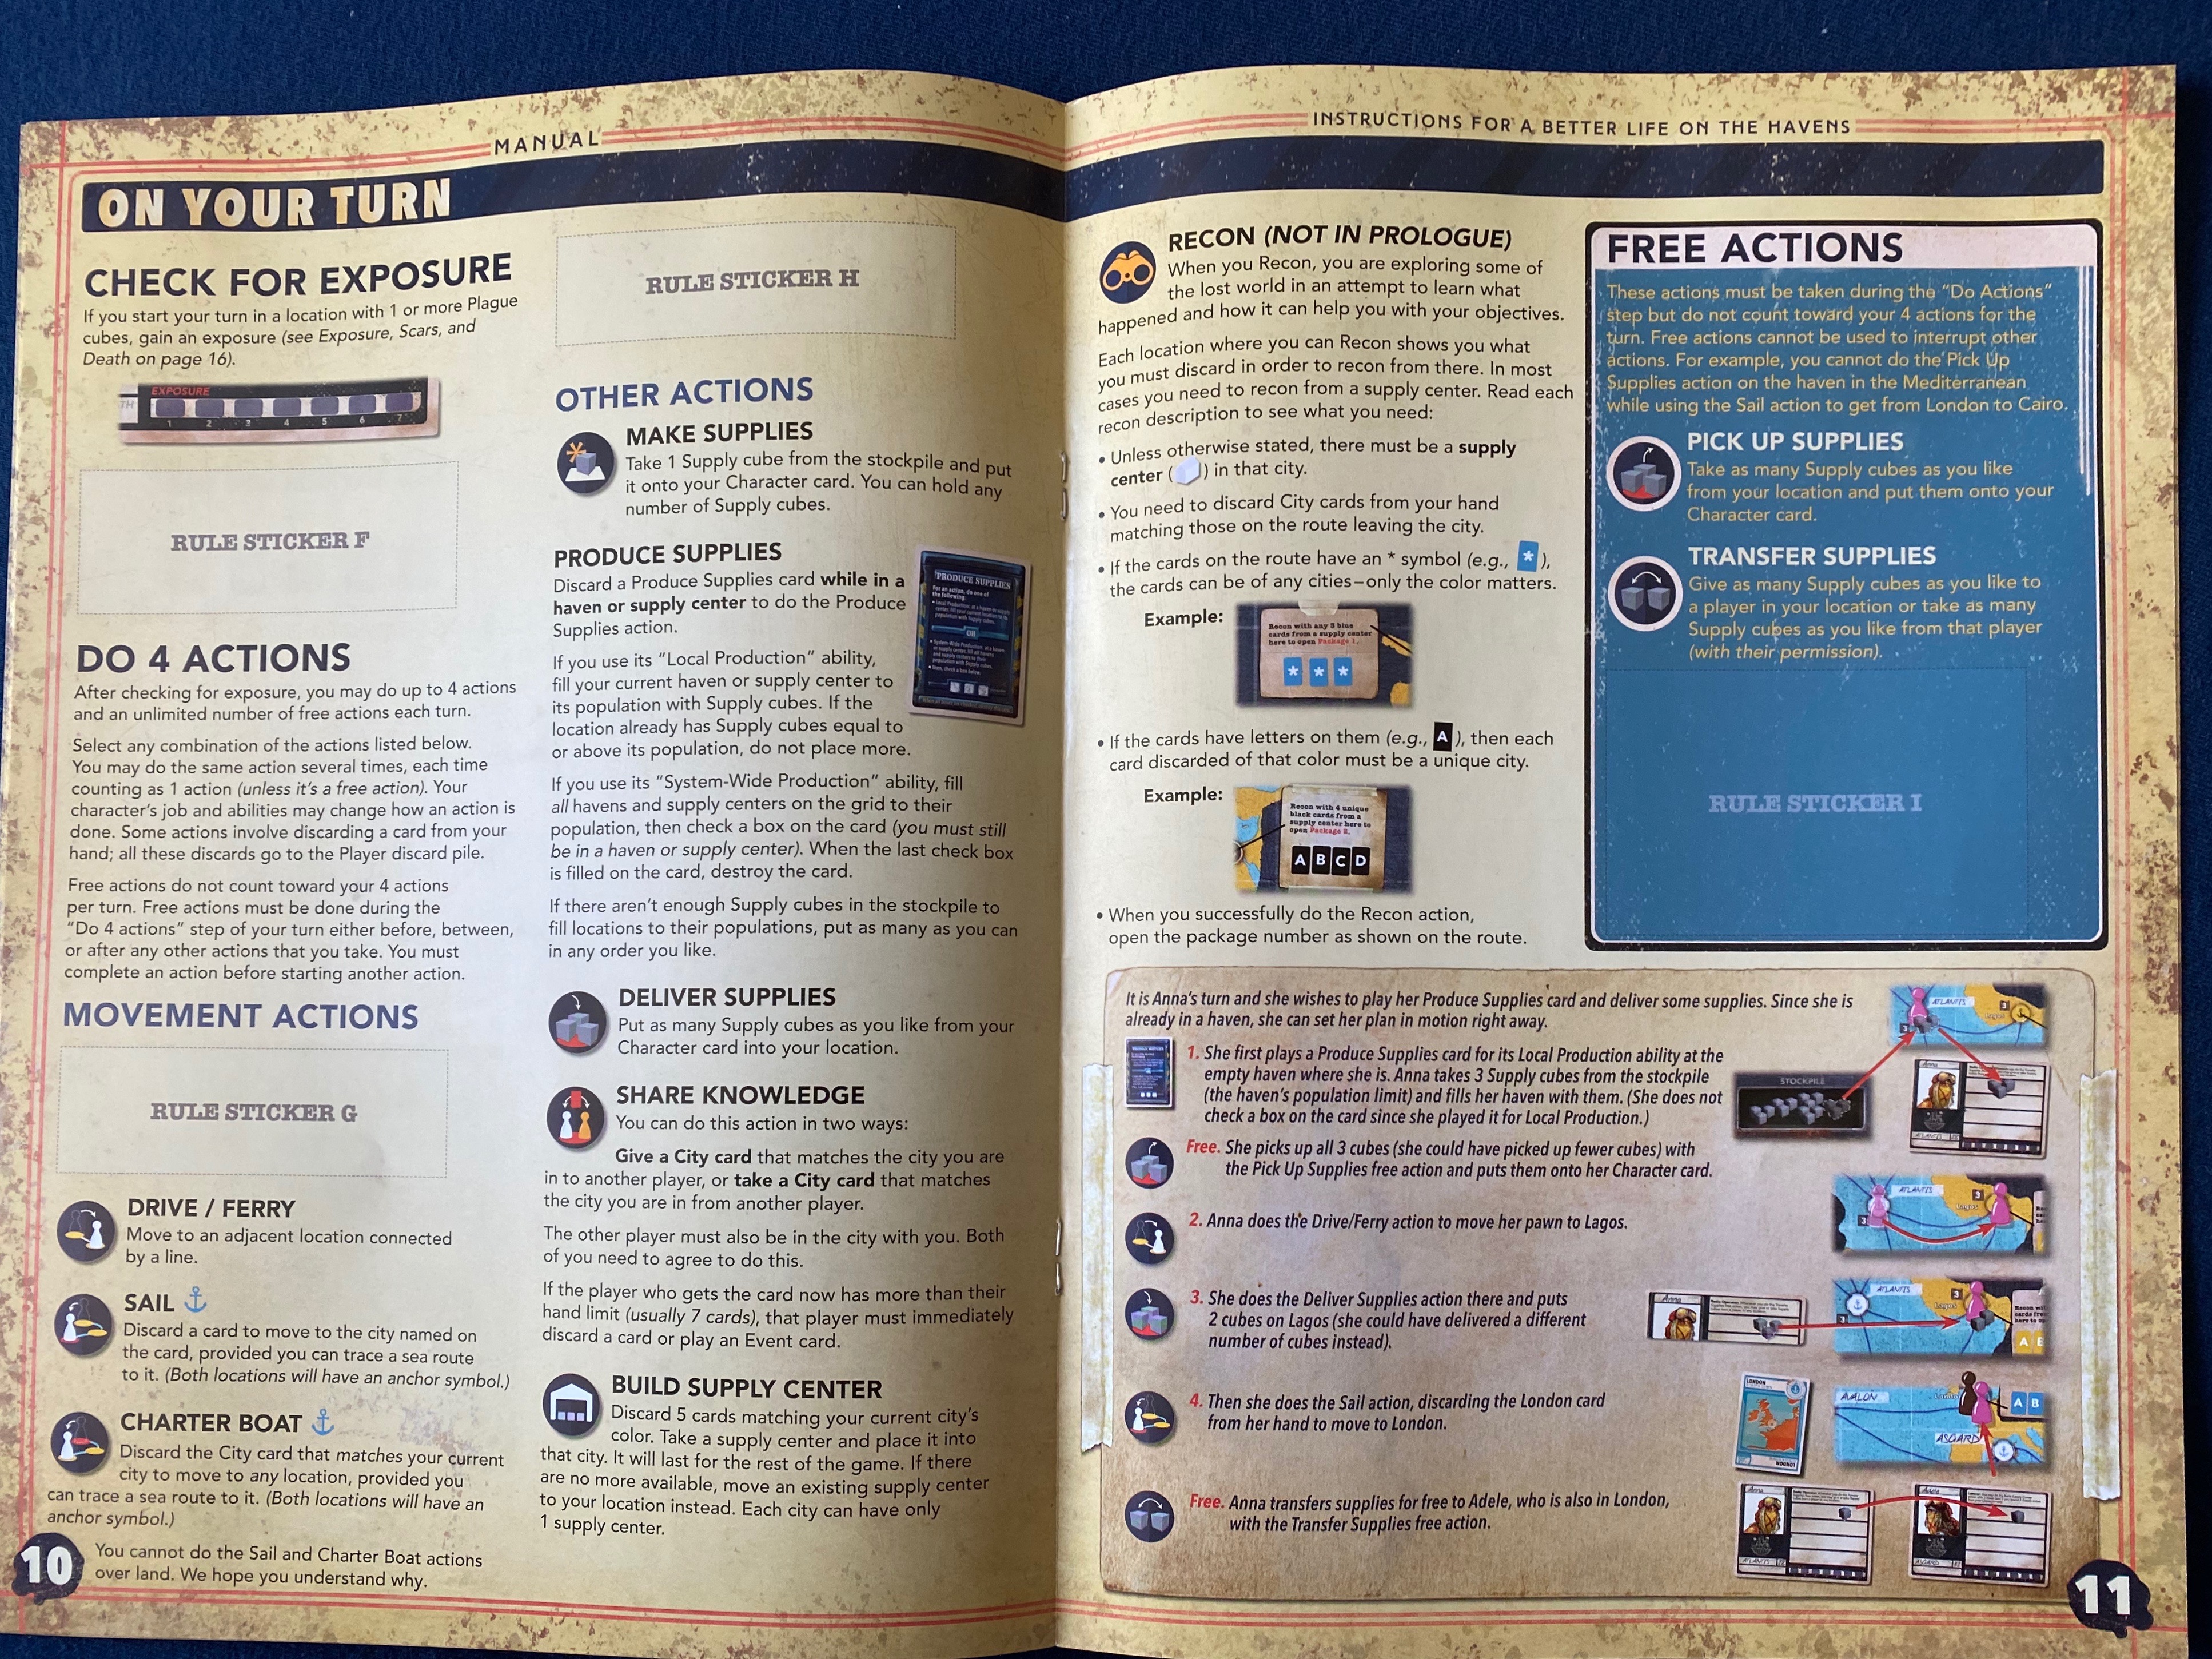 MANUAL
ON YOUR TURN
CHECK FOR EXPOSURE
If you start your turn in a location with 1 or more Plague
cubes, gain an exposure (see Exposure, Scars, and
Death on page 16).
EXPOSURE
1 2 3 4 5 6 7
RULE STICKER F
DO 4 ACTIONS
After checking for exposure, you may do up to 4 actions
and an unlimited number of free actions each turn.
Select any combination of the actions listed below.
You may do the same action several times, each time
counting as 1 action (unless it's a free action). Your
character's job and abilities may change how an action is
done. Some actions involve discarding a card from your
hand; all these discards go to the Player discard pile.
Free actions do not count toward your 4 actions
per turn. Free actions must be done during the
"Do 4 actions" step of your turn either before, between,
or after any other actions that you take. You must
complete an action before starting another action.
MOVEMENT ACTIONS
RULE STICKER G
DRIVE / FERRY
Move to an adjacent location connected
by a line.
SAIL
Discard a card to move to the city named on
the card, provided you can trace a sea route
to it. (Both locations will have an anchor symbol.)
CHARTER BOAT
Discard the City card that matches your current
city to move to any location, provided you
can trace a sea route to it. (Both locations will have an
anchor symbol.)
You cannot do the Sail and Charter Boat actions
over land. We hope you understand why.
10
RULE STICKER H
OTHER ACTIONS
MAKE SUPPLIES
Take 1 Supply cube from the stockpile and put
it onto your Character card. You can hold any
number of Supply cubes.
PRODUCE SUPPLIES
Discard a Produce Supplies card while in a
haven or supply center to do the Produce
Supplies action.
PRODUCE SUPPLIES
OR
If you use its "Local Production" ability,
fill your current haven or supply center to
its population with Supply cubes. If the
location already has Supply cubes equal to
or above its population, do not place more.
If you use its "System-Wide Production" ability, fill
all havens and supply centers on the grid to their
population, then check a box on the card (you must still
be in a haven or supply center). When the last check box
is filled on the card, destroy the card.
If there aren't enough Supply cubes in the stockpile to
fill locations to their populations, put as many as you can
in any order you like.
DELIVER SUPPLIES
Put as many Supply cubes as you like from your
Character card into your location.
SHARE KNOWLEDGE
You can do this action in two ways:
Give a City card that matches the city you are
in to another player, or take a City card that matches
the city you are in from another player.
The other player must also be in the city with you. Both
of you need to agree to do this.
If the player who gets the card now has more than their
hand limit (usually 7 cards), that player must immediately
discard a card or play an Event card.
BUILD SUPPLY CENTER
Discard 5 cards matching your current city's
color. Take a supply center and place it into
that city. It will last for the rest of the game. If there
are no more available, move an existing supply center
to your location instead. Each city can have only
1 supply center.
INSTRUCTIONS FOR A BETTER LIFE ON THE HAVENS
RECON (NOT IN PROLOGUE)
When you Recon, you are exploring some of
the lost world in an attempt to learn what
happened and how it can help you with your objectives.
Each location where you can Recon shows you what
you must discard in order to recon from there. In most
cases you need to recon from a supply center. Read each
recon description to see what you need:
• Unless otherwise stated, there must be a supply
center ( ) in that city.
• You need to discard City cards from your hand
matching those on the route leaving the city.
• If the cards on the route have an * symbol (e.g., * ),
the cards can be of any cities–only the color matters.
Example:
Recon with any 3 blue
cards from a supply center
here to open Package 1.
* * *
• If the cards have letters on them (e.g., A ), then each
card discarded of that color must be a unique city.
Example:
Recon with 4 unique
black cards from a
supply center here to
open Package 2.
A B C D
• When you successfully do the Recon action,
open the package number as shown on the route.
FREE ACTIONS
These actions must be taken during the "Do Actions"
step but do not count toward your 4 actions for the
turn. Free actions cannot be used to interrupt other
actions. For example, you cannot do the Pick Up
Supplies action on the haven in the Mediterranean
while using the Sail action to get from London to Cairo.
PICK UP SUPPLIES
Take as many Supply cubes as you like
from your location and put them onto your
Character card.
TRANSFER SUPPLIES
Give as many Supply cubes as you like to
a player in your location or take as many
Supply cubes as you like from that player
(with their permission).
RULE STICKER I
It is Anna's turn and she wishes to play her Produce Supplies card and deliver some supplies. Since she is
already in a haven, she can set her plan in motion right away.
ATLANTIS
3
Lagos
3
1. She first plays a Produce Supplies card for its Local Production ability at the
empty haven where she is. Anna takes 3 Supply cubes from the stockpile
(the haven's population limit) and fills her haven with them. (She does not
check a box on the card since she played it for Local Production.)
STOCKPILE
Anna
ATLANTIS
Free. She picks up all 3 cubes (she could have picked up fewer cubes) with
the Pick Up Supplies free action and puts them onto her Character card.
2. Anna does the Drive/Ferry action to move her pawn to Lagos.
ATLANTIS
3
Lagos
3
3. She does the Deliver Supplies action there and puts
2 cubes on Lagos (she could have delivered a different
number of cubes instead).
Anna
ATLANTIS
3
Lagos
3
A E
4. Then she does the Sail action, discarding the London card
from her hand to move to London.
LONDON
AVALON
A B
ASGARD
Free. Anna transfers supplies for free to Adele, who is also in London,
with the Transfer Supplies free action.
Anna
ATLANTIS
Adele
ASGARD
11